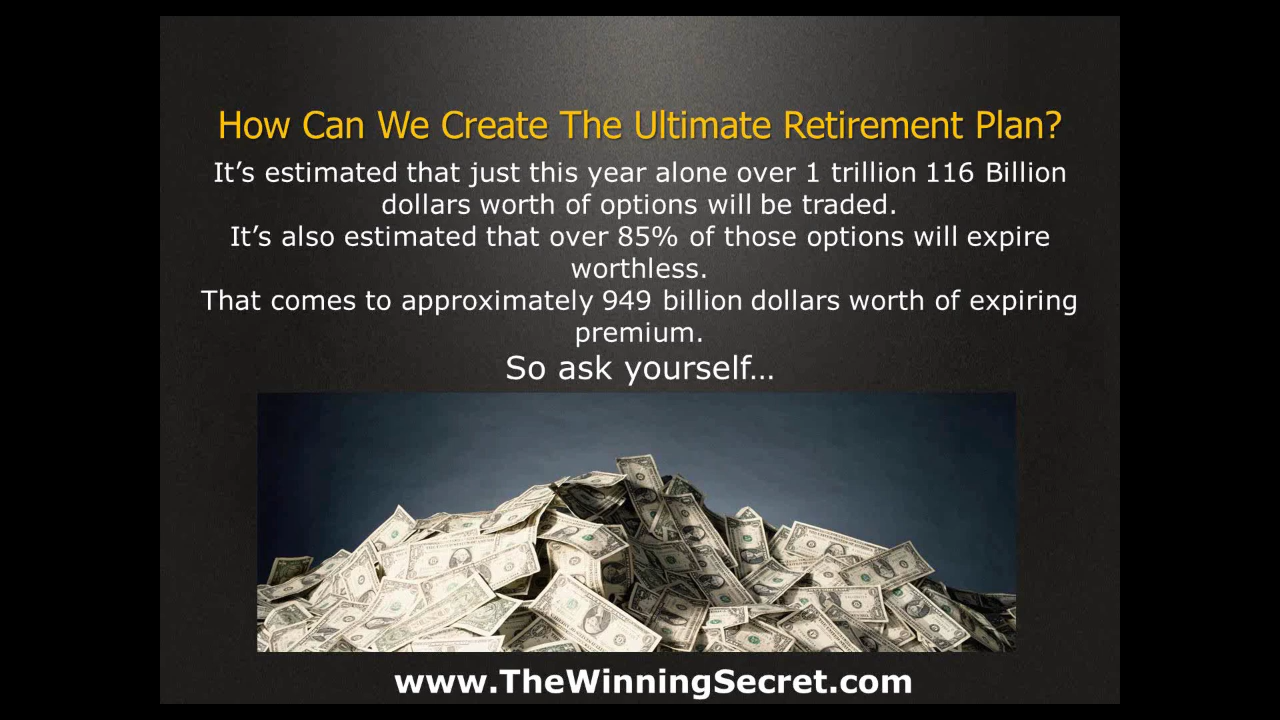 How Can We Create The Ultimate Retirement Plan?
It’s estimated that just this year alone over 1 trillion 116 Billion
dollars worth of options will be traded.
It’s also estimated that over 85% of those options will expire
worthless.
That comes to approximately 949 billion dollars worth of expiring
premium.
So ask yourself…
www.TheWinningSecret.com